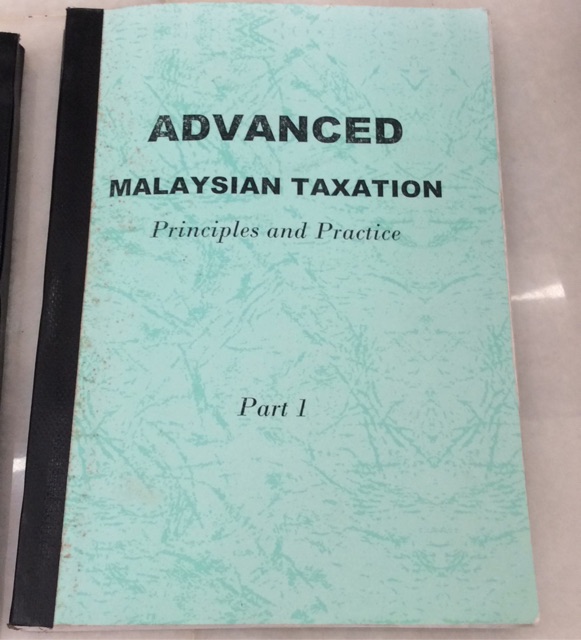 ADVANCED
MALAYSIAN TAXATION
Principles and Practice
Part 1